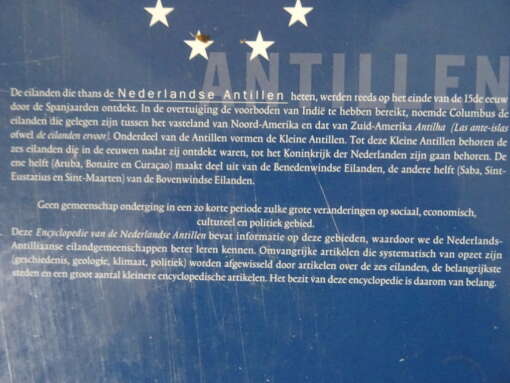 ANTILLEN
De eilanden die thans de Nederlandse Antillen heten, werden reeds op het einde van de 15de eeuw
door de Spanjaarden ontdekt. In de overtuiging de voorboden van Indië te hebben bereikt, noemde Columbus de
eilanden die gelegen zijn tussen het vasteland van Noord-Amerika en dat van Zuid-Amerika Antilha (Las ante-islas
ofwel de eilanden ervoor). Onderdeel van de Antillen vormen de Kleine Antillen. Tot deze Kleine Antillen behoren de
zes eilanden die in de eeuwen nadat zij ontdekt waren, tot het Koninkrijk der Nederlanden zijn gaan behoren. De
ene helft (Aruba, Bonaire en Curaçao) maakt deel uit van de Benedenwindse Eilanden, de andere helft (Saba, Sint-
Eustatius en Sint-Maarten) van de Bovenwindse Eilanden.
Geen gemeenschap onderging in een zo korte periode zulke grote veranderingen op sociaal, economisch,
cultureel en politiek gebied.
Deze Encyclopedie van de Nederlandse Antillen bevat informatie op deze gebieden, waardoor we de Nederlands-
Antilliaanse eilandgemeenschappen beter leren kennen. Omvangrijke artikelen die systematisch van opzet zijn
(geschiedenis, geologie, klimaat, politiek) worden afgewisseld door artikelen over de zes eilanden, de belangrijkste
steden en een groot aantal kleinere encyclopedische artikelen. Het bezit van deze encyclopedie is daarom van belang.